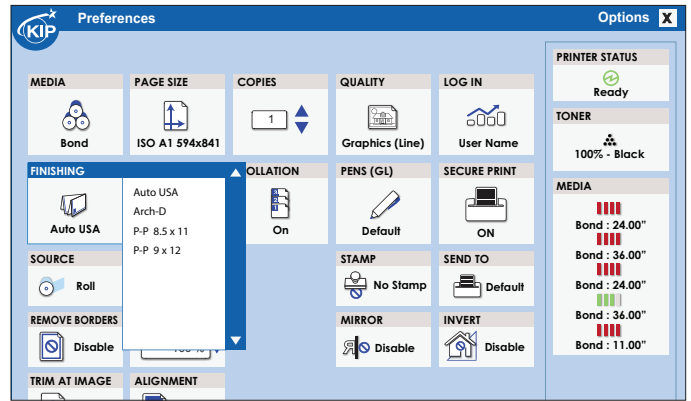 KIP
Preferences
Options X
MEDIA
PAGE SIZE
COPIES
QUALITY
LOG IN
Bond
ISO A1 594x841
1
Graphics (Line)
User Name
FINISHING
OLLATION
PENS (GL)
SECURE PRINT
Auto USA
Auto USA
Arch-D
P-P 8.5 x 11
P-P 9 x 12
On
Default
ON
SOURCE
STAMP
SEND TO
Roll
No Stamp
Default
REMOVE BORDERS
MIRROR
INVERT
Disable
Disable
Disable
TRIM AT IMAGE
ALIGNMENT
PRINTER STATUS
Ready
TONER
100% - Black
MEDIA
Bond : 24.00”
Bond : 36.00”
Bond : 24.00”
Bond : 36.00”
Bond : 11.00”